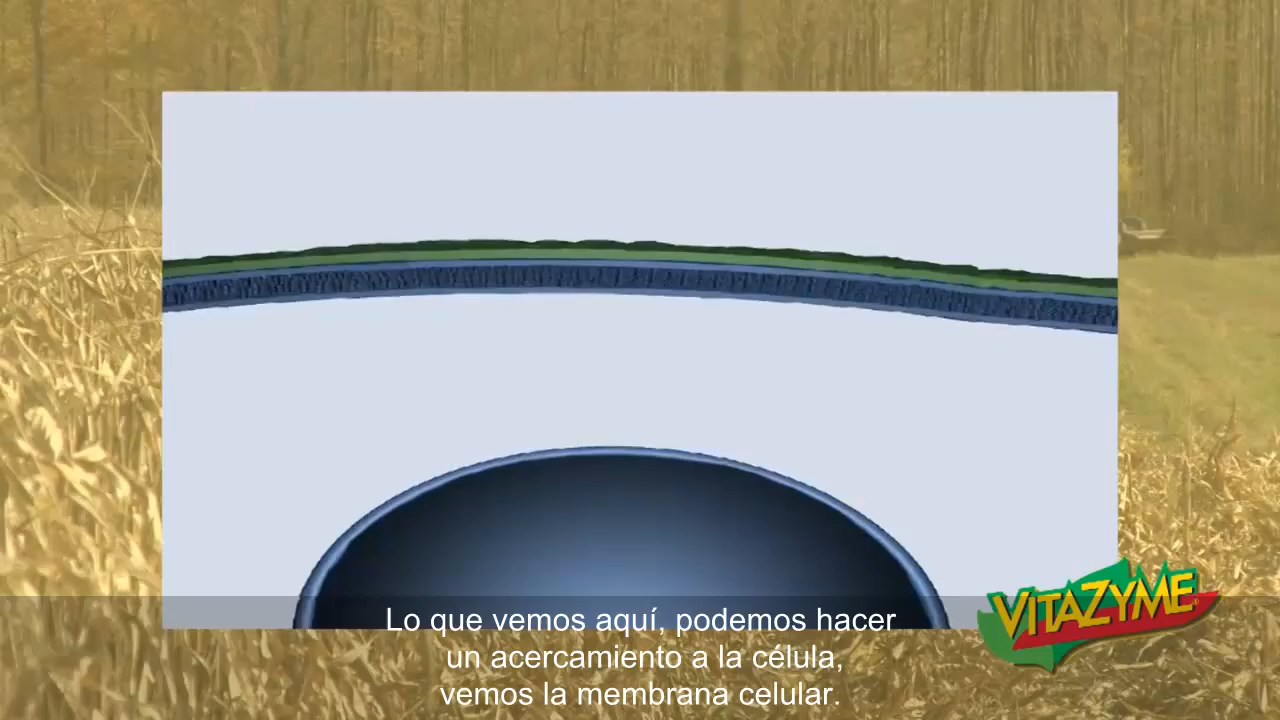 VITAZYME
Lo que vemos aquí, podemos hacer
un acercamiento a la célula,
vemos la membrana celular.